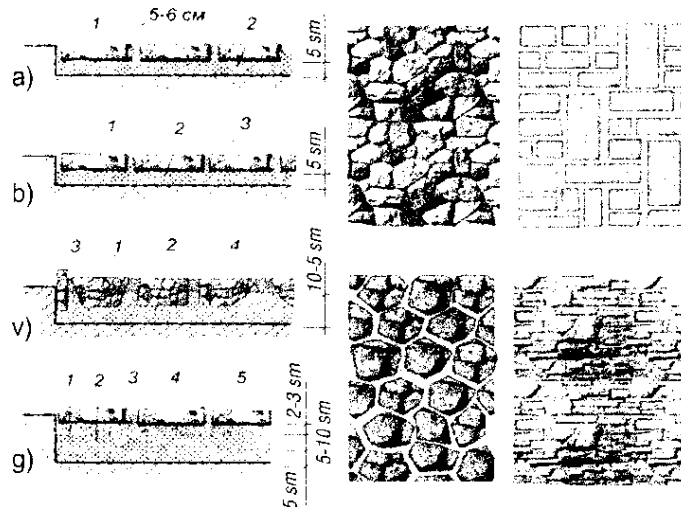 5-6 см
1 2
5 sm
a)
1 2 3
5 sm
b)
3 1 2 4
10-5 sm
v)
1 2 3 4 5
2-3 sm
5-10 sm
5 sm
g)